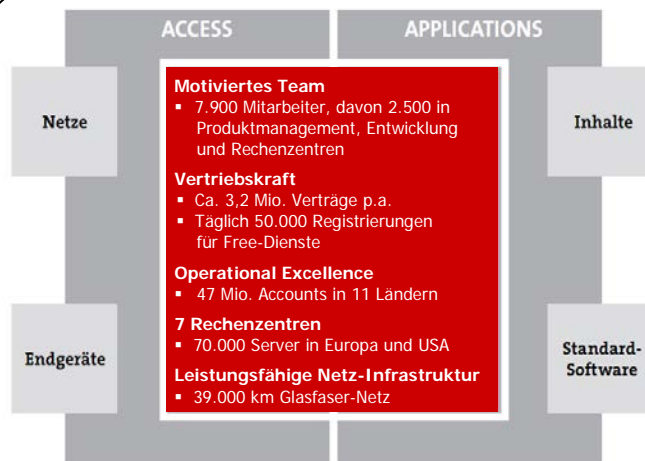 ACCESS
APPLICATIONS
Netze
Inhalte
Endgeräte
Standard-
Software
Motiviertes Team
▪ 7.900 Mitarbeiter, davon 2.500 in
Produktmanagement, Entwicklung
und Rechenzentren
Vertriebskraft
▪ Ca. 3,2 Mio. Verträge p.a.
▪ Täglich 50.000 Registrierungen
für Free-Dienste
Operational Excellence
▪ 47 Mio. Accounts in 11 Ländern
7 Rechenzentren
▪ 70.000 Server in Europa und USA
Leistungsfähige Netz-Infrastruktur
▪ 39.000 km Glasfaser-Netz